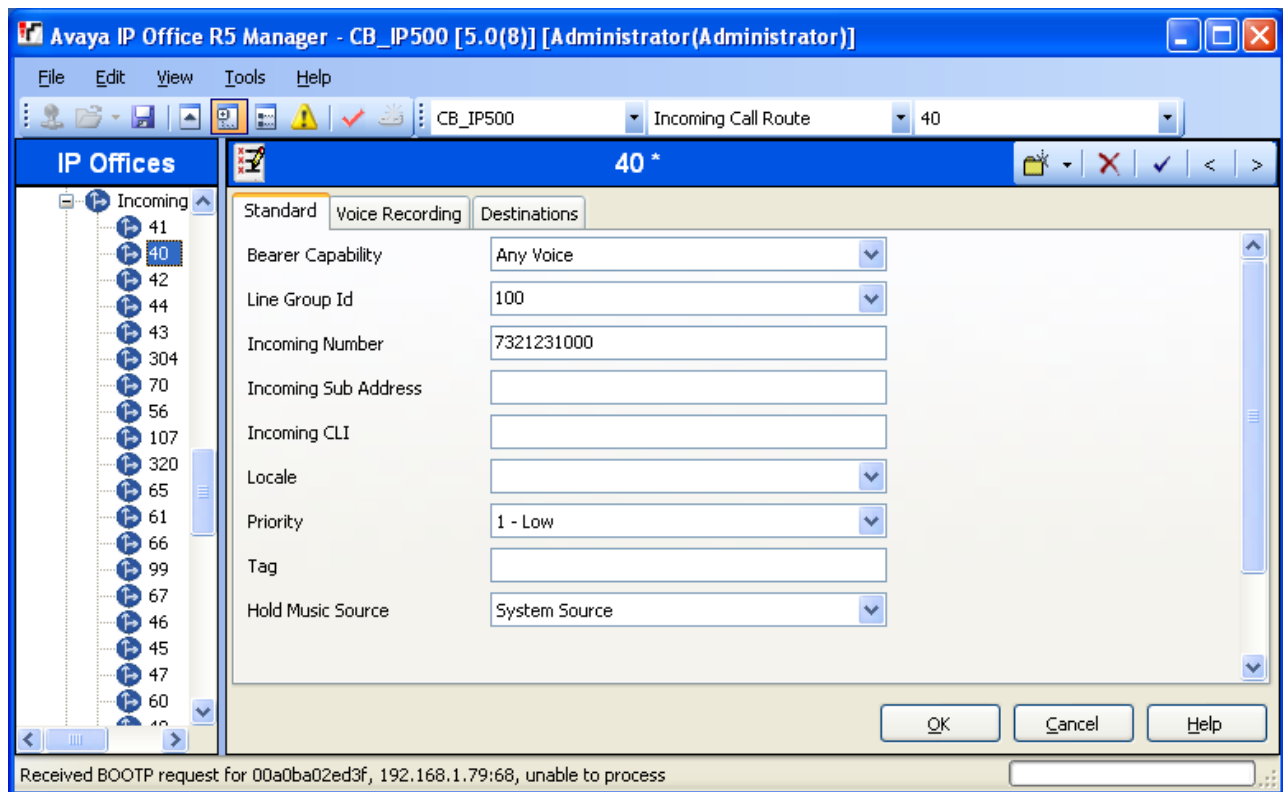 Avaya IP Office R5 Manager - CB_IP500 [5.0(8)] [Administrator(Administrator)]
File Edit View Tools Help
CB_IP500 Incoming Call Route 40
IP Offices
40 *
Incoming
41
40
42
44
43
304
70
56
107
320
65
61
66
99
67
46
45
47
60
Standard Voice Recording Destinations
Bearer Capability Any Voice
Line Group Id 100
Incoming Number 7321231000
Incoming Sub Address
Incoming CLI
Locale
Priority 1 - Low
Tag
Hold Music Source System Source
OK Cancel Help
Received BOOTP request for 00a0ba02ed3f, 192.168.1.79:68, unable to process